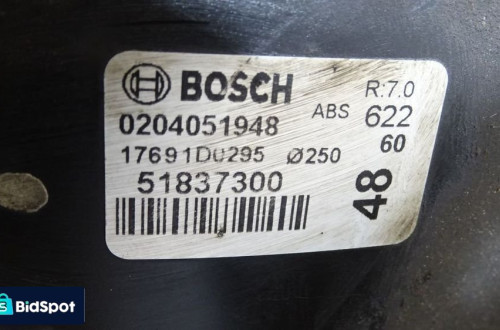 BOSCH
R:7.0
0204051948
ABS 622
17691D0295 Ø250
60
51837300
48
BidSpot